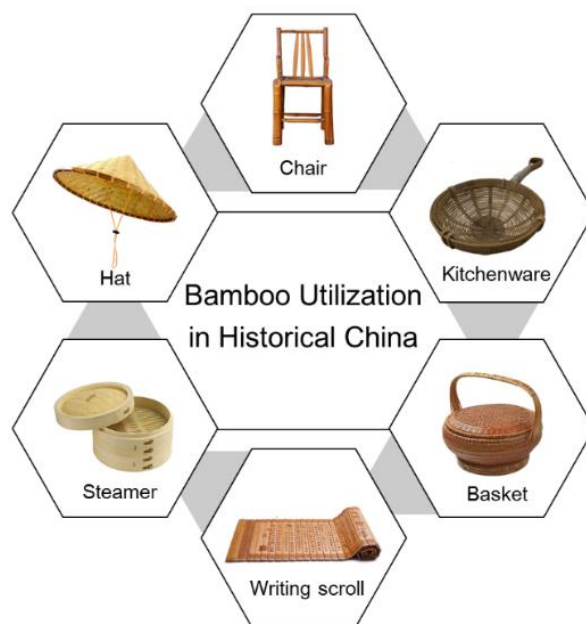 Chair
Hat
Kitchenware
Bamboo Utilization
in Historical China
Steamer
Basket
Writing scroll